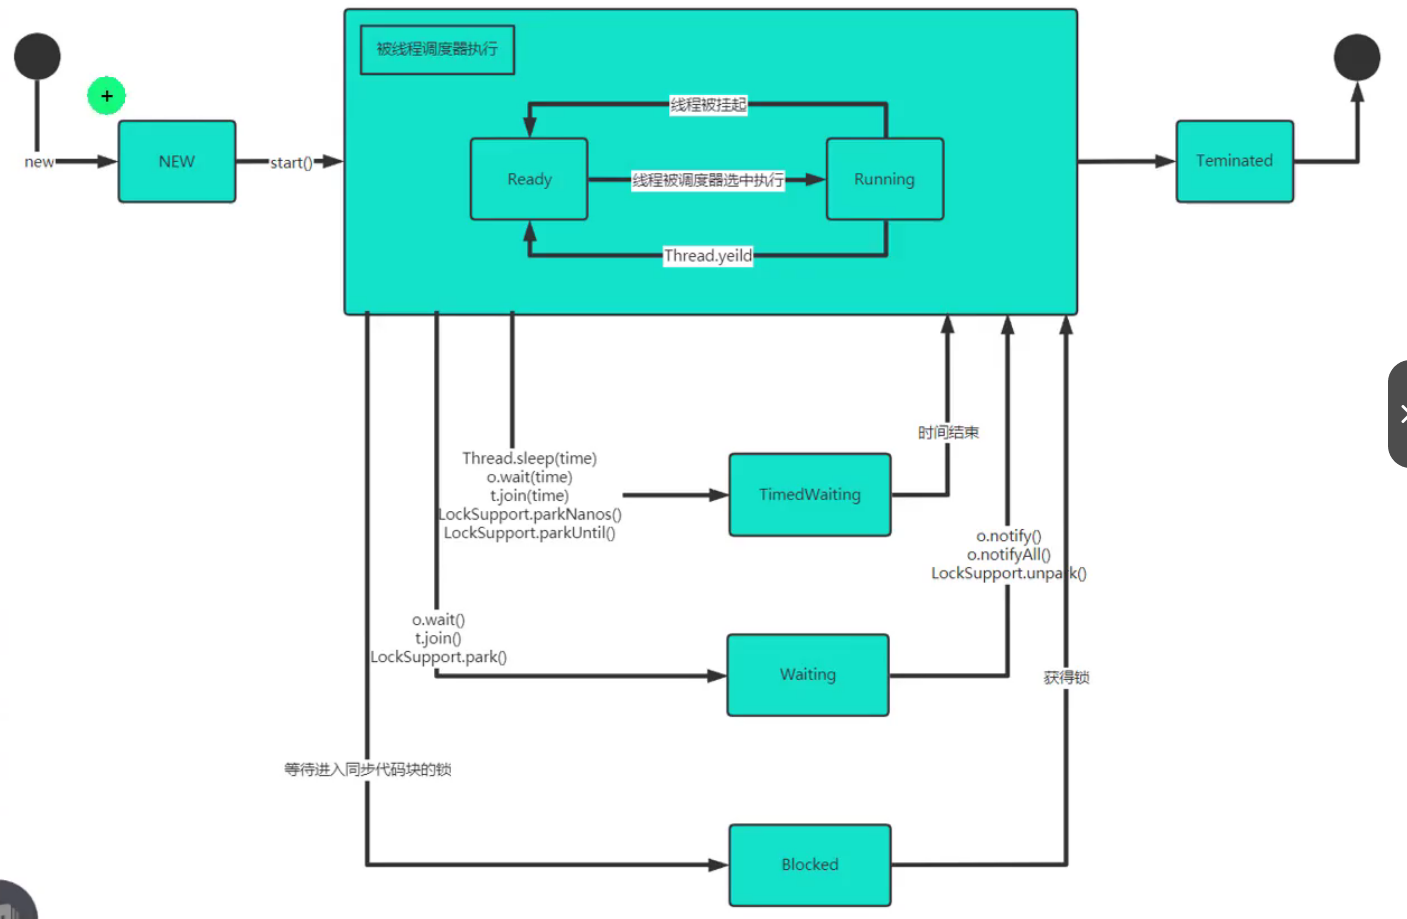 被线程调度器执行
线程被挂起
new
NEW
start()
Ready
线程被调度器选中执行
Running
Teminated
Thread.yeild
时间结束
Thread.sleep(time)
o.wait(time)
t.join(time)
LockSupport.parkNanos()
LockSupport.parkUntil()
TimedWaiting
o.notify()
o.notifyAll()
LockSupport.unpark()
o.wait()
t.join()
LockSupport.park()
Waiting
获得锁
等待进入同步代码块的锁
Blocked